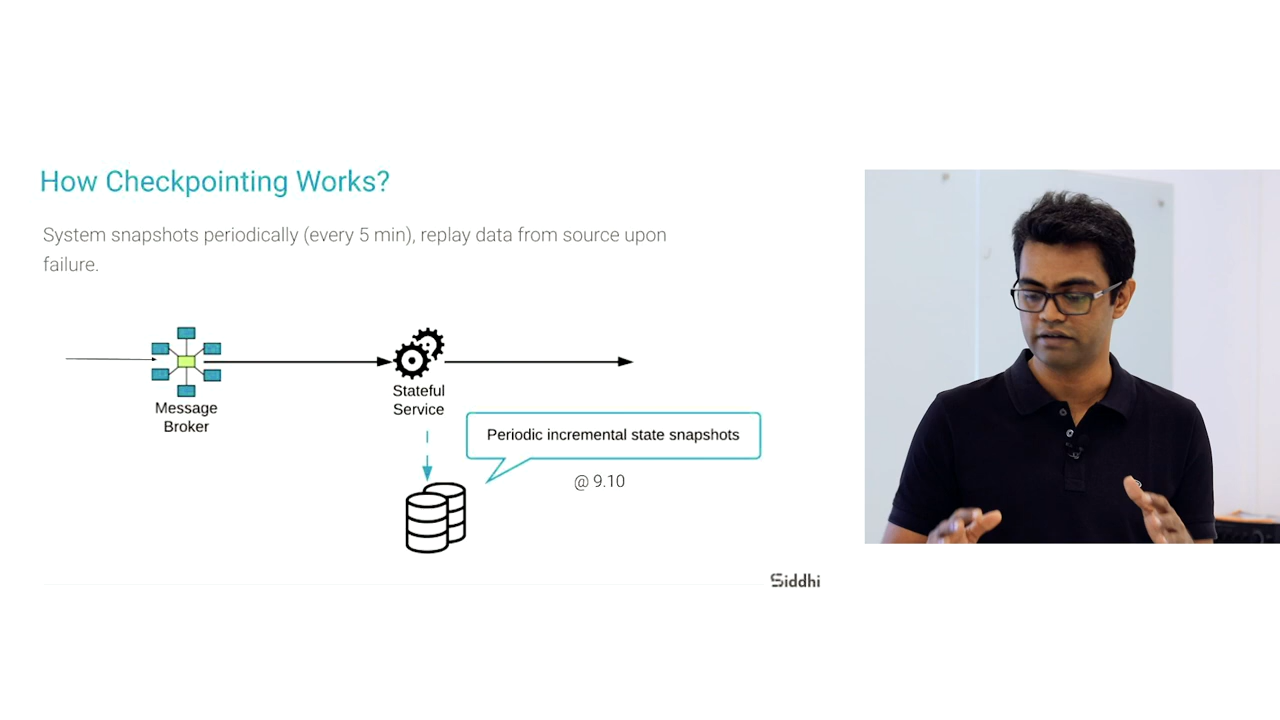 How Checkpointing Works?
System snapshots periodically (every 5 min), replay data from source upon
failure.
Message
Broker
Stateful
Service
Periodic incremental state snapshots
@ 9.10
Siddhi